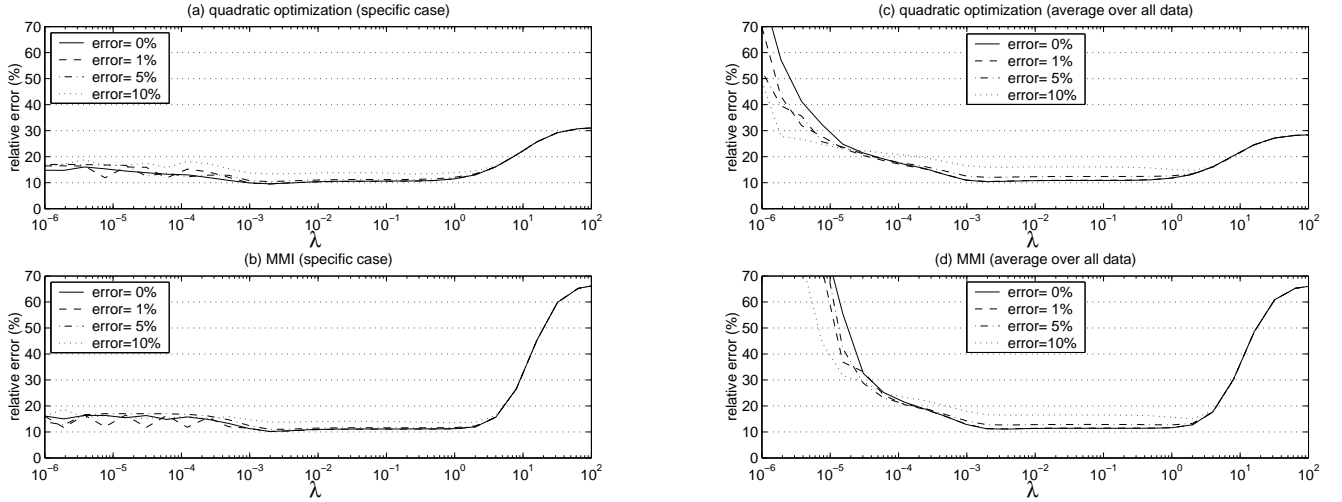 (a) quadratic optimization (specific case)
70
60
50
40
30
20
10
0
relative error (%)
error= 0%
error= 1%
error= 5%
error=10%
10^-6
10^-5
10^-4
10^-3
10^-2
10^-1
10^0
10^1
10^2
λ
(b) MMI (specific case)
70
60
50
40
30
20
10
0
relative error (%)
error= 0%
error= 1%
error= 5%
error=10%
10^-6
10^-5
10^-4
10^-3
10^-2
10^-1
10^0
10^1
10^2
λ
(c) quadratic optimization (average over all data)
70
60
50
40
30
20
10
0
relative error (%)
error= 0%
error= 1%
error= 5%
error=10%
10^-6
10^-5
10^-4
10^-3
10^-2
10^-1
10^0
10^1
10^2
λ
(d) MMI (average over all data)
70
60
50
40
30
20
10
0
relative error (%)
error= 0%
error= 1%
error= 5%
error=10%
10^-6
10^-5
10^-4
10^-3
10^-2
10^-1
10^0
10^1
10^2
λ